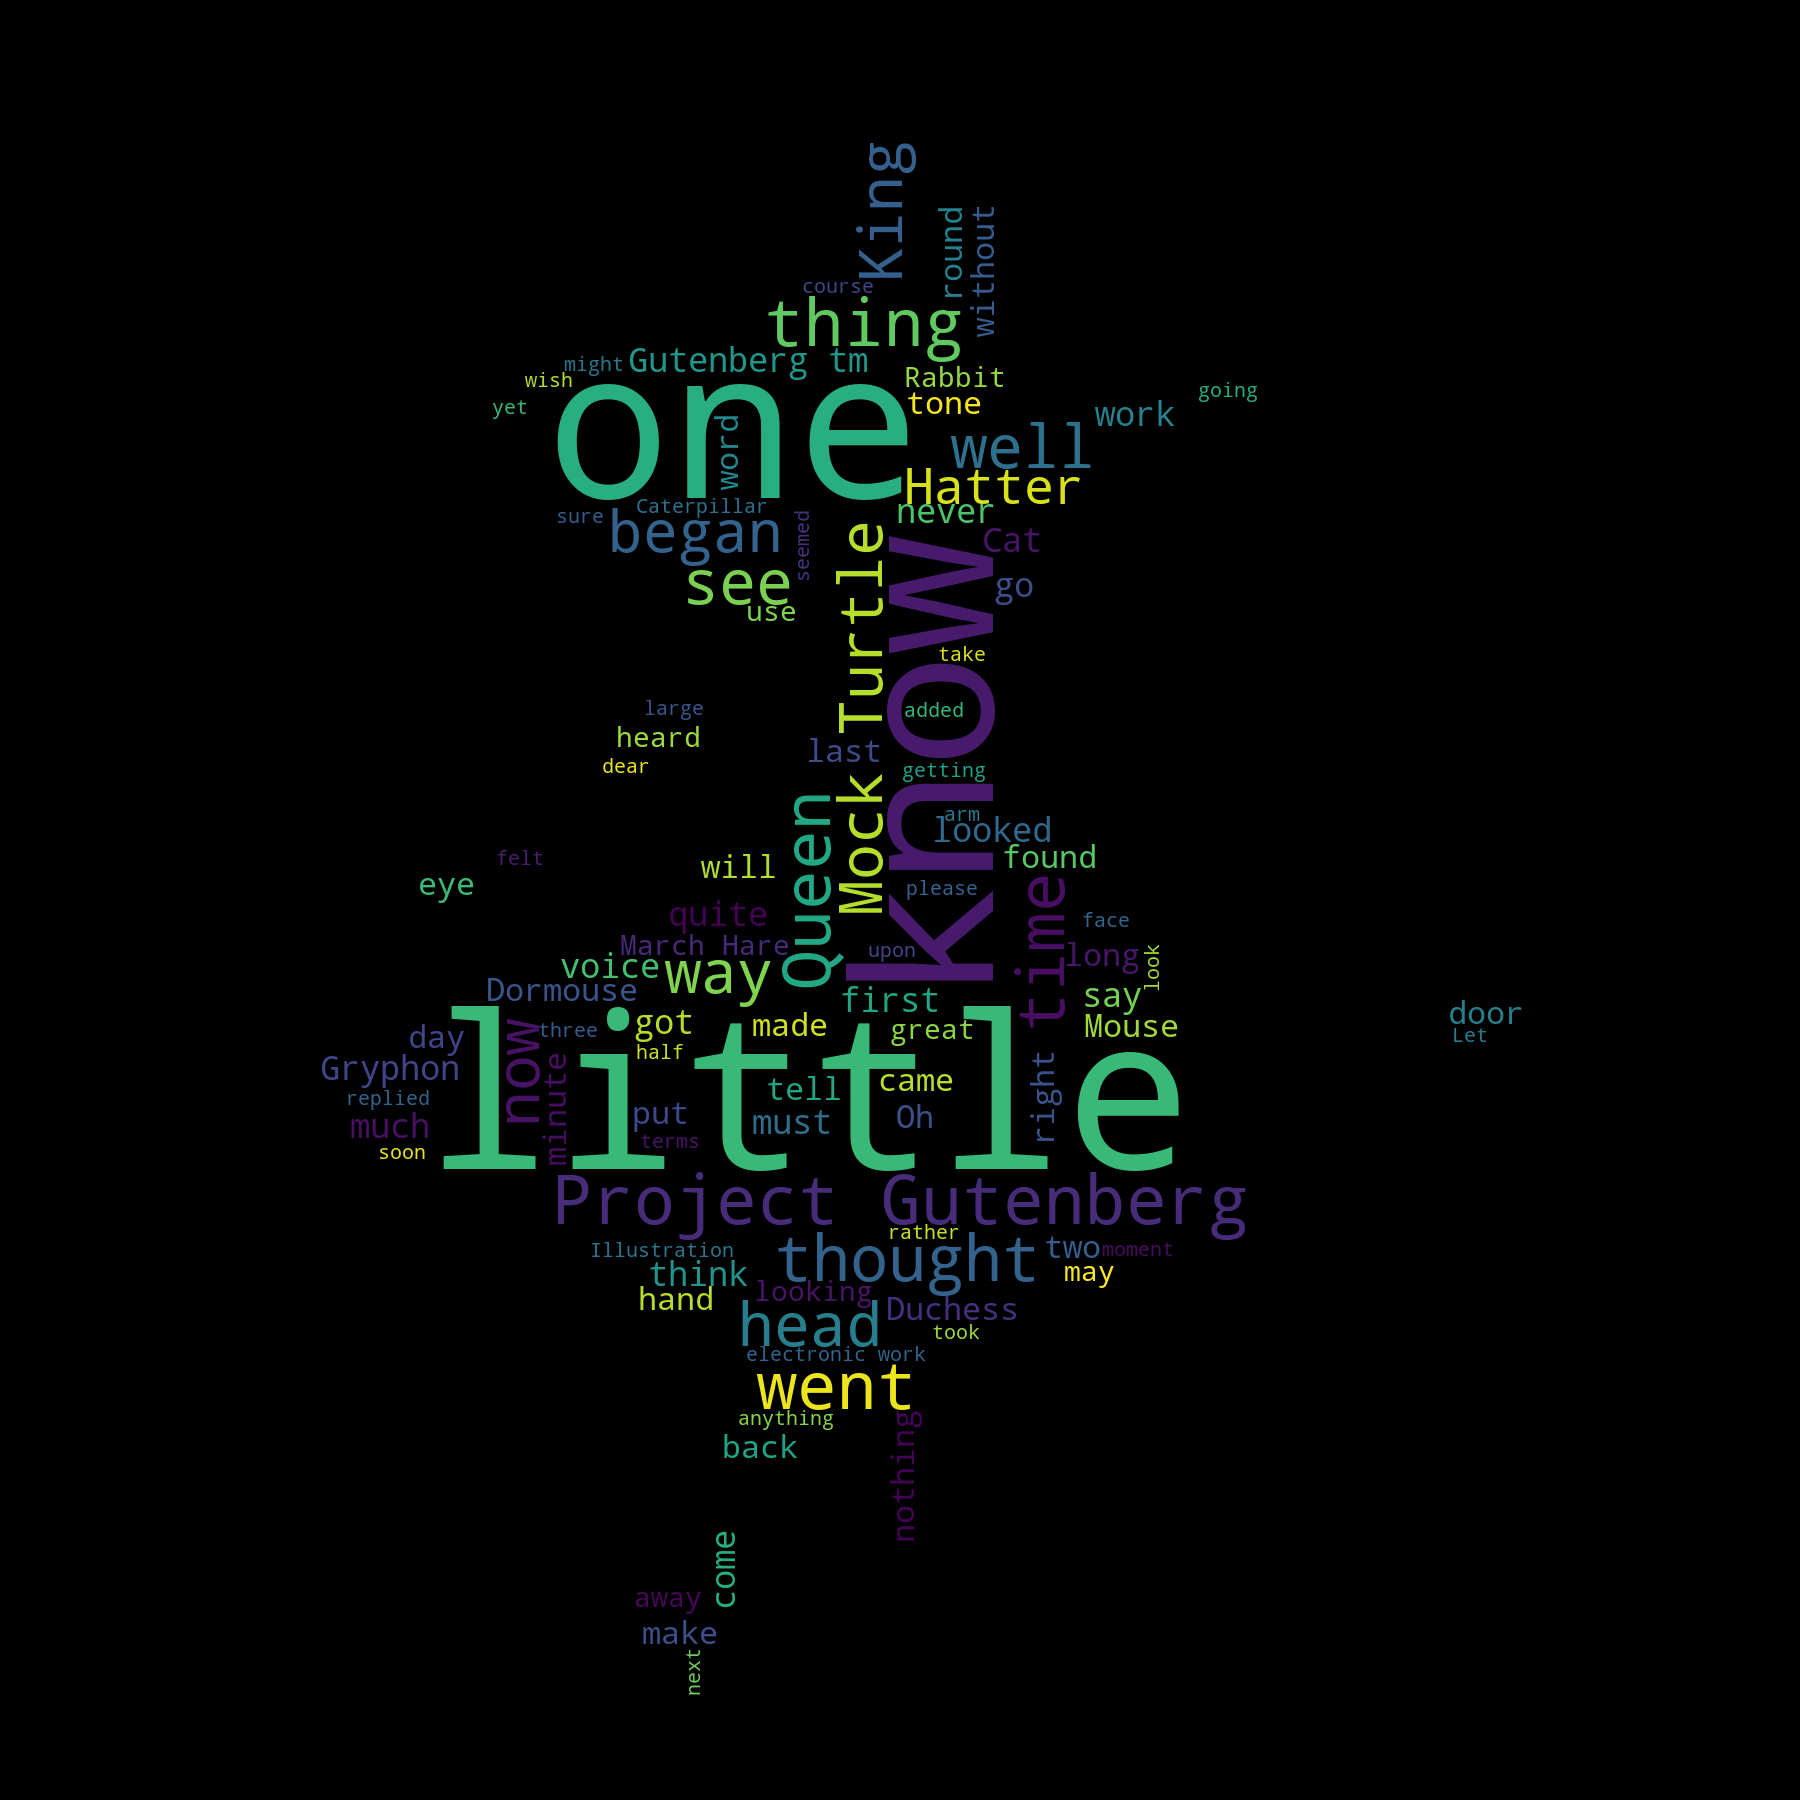 King
round
without
course
thing
might
Gutenberg tm
Rabbit
wish
going
yet
one
tone
work
word
well
Hatter
Caterpillar
sure
never
began
seemed
Cat
see
go
use
Mock Turtle
know
take
large
added
heard
last
dear
getting
Queen
arm
looked
felt
will
found
eye
please
time
quite
face
March Hare
upon
long
look
voice
way
Dormouse
first
say
door
Let
now
three
got
made
great
Mouse
day
half
minute
Gryphon
little
tell
came
right
replied
put
must
Oh
much
terms
soon
Project Gutenberg
rather
Illustration
thought
two
moment
think
may
looking
hand
head
Duchess
took
electronic work
went
anything
back
nothing
come
away
make
next